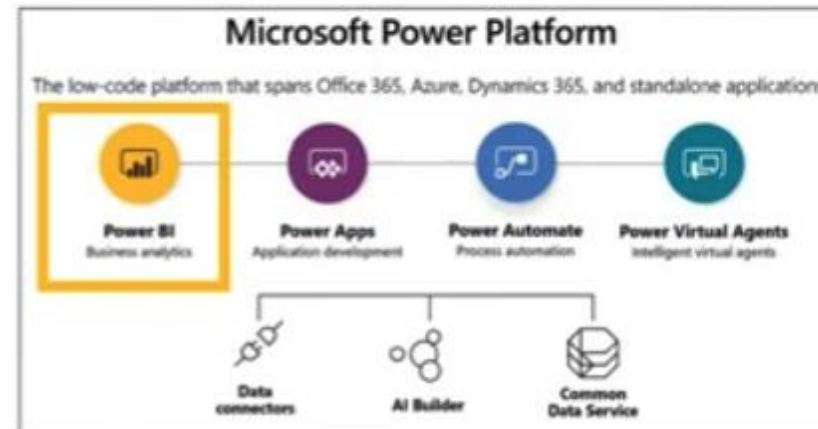 Microsoft Power Platform
The low-code platform that spans Office 365, Azure, Dynamics 365, and standalone applications
Power BI
Business analytics
Power Apps
Application development
Power Automate
Process automation
Power Virtual Agents
Intelligent virtual agents
Data
connectors
AI Builder
Common
Data Service